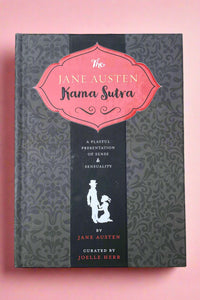 The
JANE AUSTEN
Kama Sutra
A PLAYFUL
PRESENTATION
OF SENSE
&
SENSUALITY
BY
JANE AUSTEN
CURATED BY
JOELLE HERR